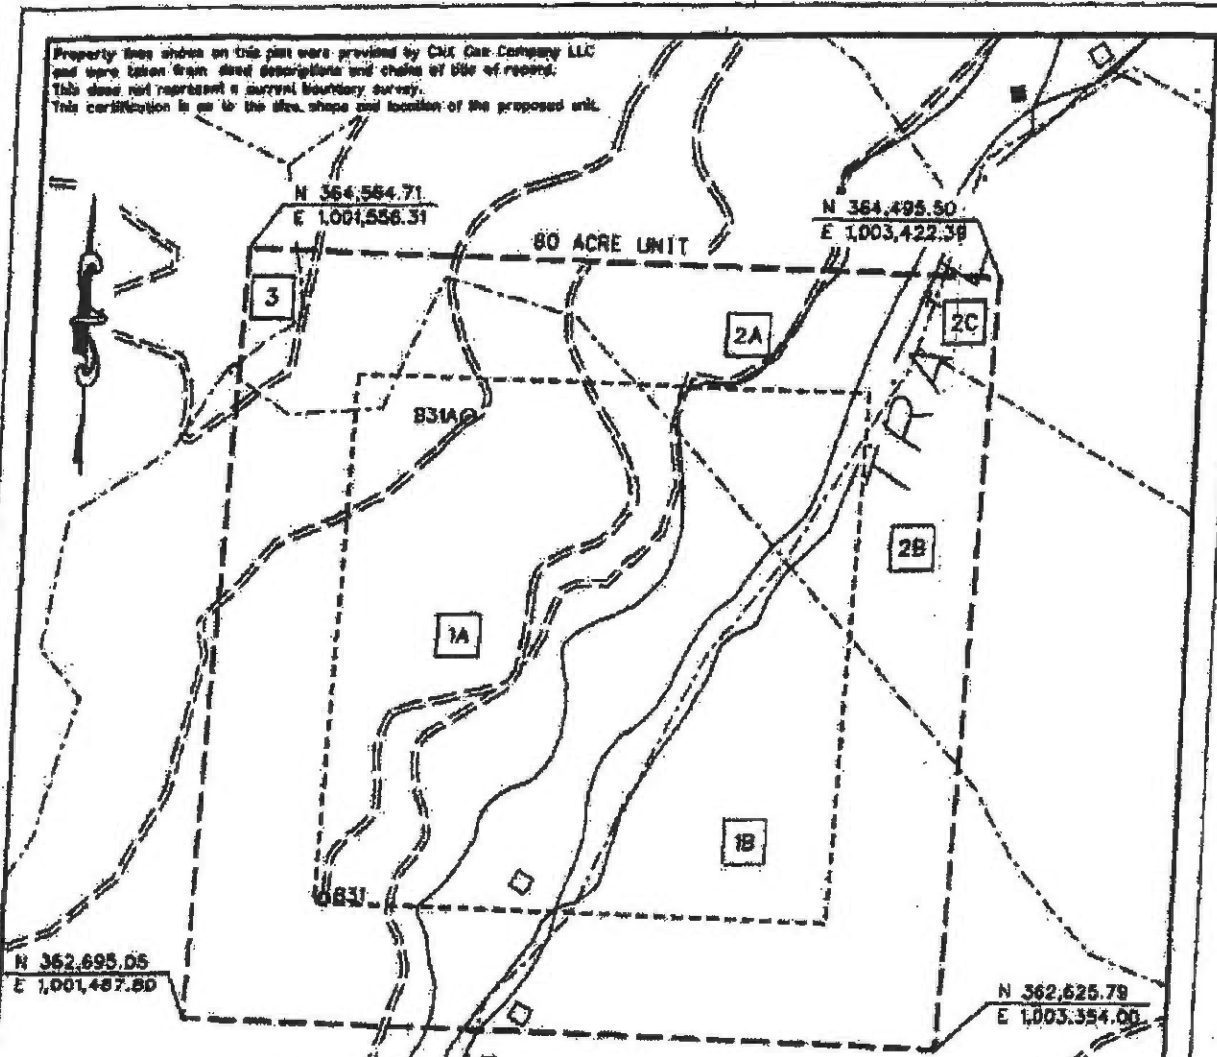 Property lines shown on this plat were provided by CNX Gas Company LLC
and were taken from deed descriptions and chains of title of record.
This does not represent a current boundary survey.
This certification is as to the size, shape and location of the proposed unit.
N 364,564.71
E 1,001,556.31
N 364,495.50
E 1,003,422.39
80 ACRE UNIT
3
2A
2C
TRA
B31A
2B
1A
1B
B31
N 362,695.05
E 1,001,487.80
N 362,625.79
E 1,003,354.00